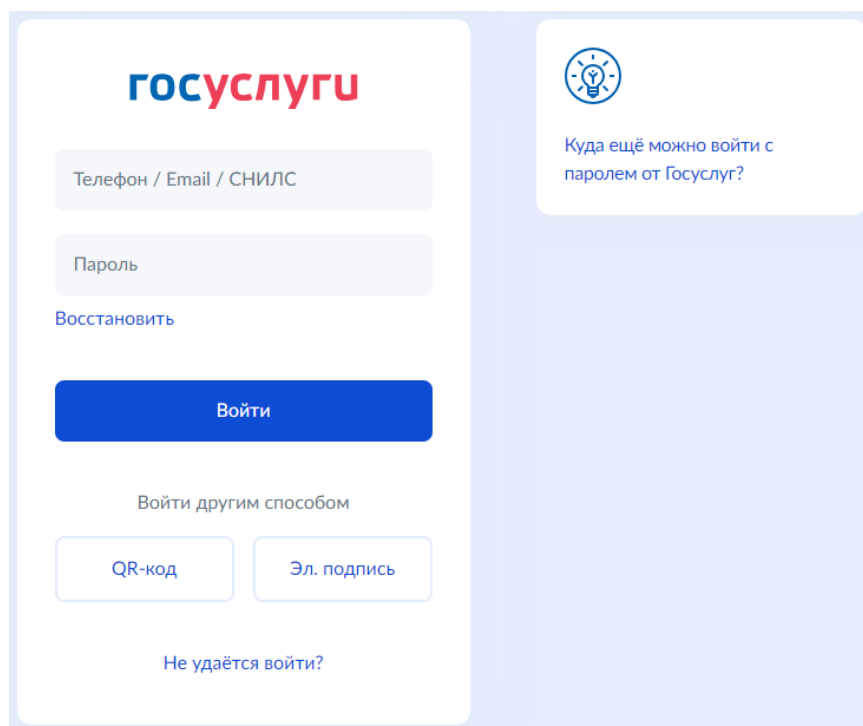 госуслуги
Телефон / Email / СНИЛС
Пароль
Восстановить
Войти
Войти другим способом
QR-код
Эл. подпись
Не удаётся войти?
Куда ещё можно войти с
паролем от Госуслуг?